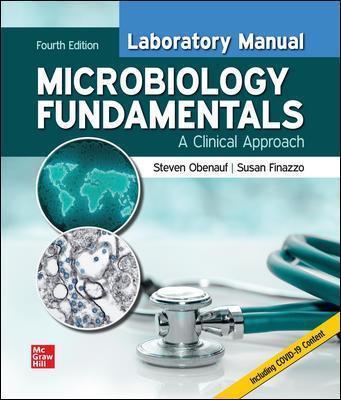 Fourth Edition
Laboratory Manual
MICROBIOLOGY
FUNDAMENTALS
A Clinical Approach
Steven Obenauf | Susan Finazzo
Including COVID-19 Content
Mc
Graw
Hill